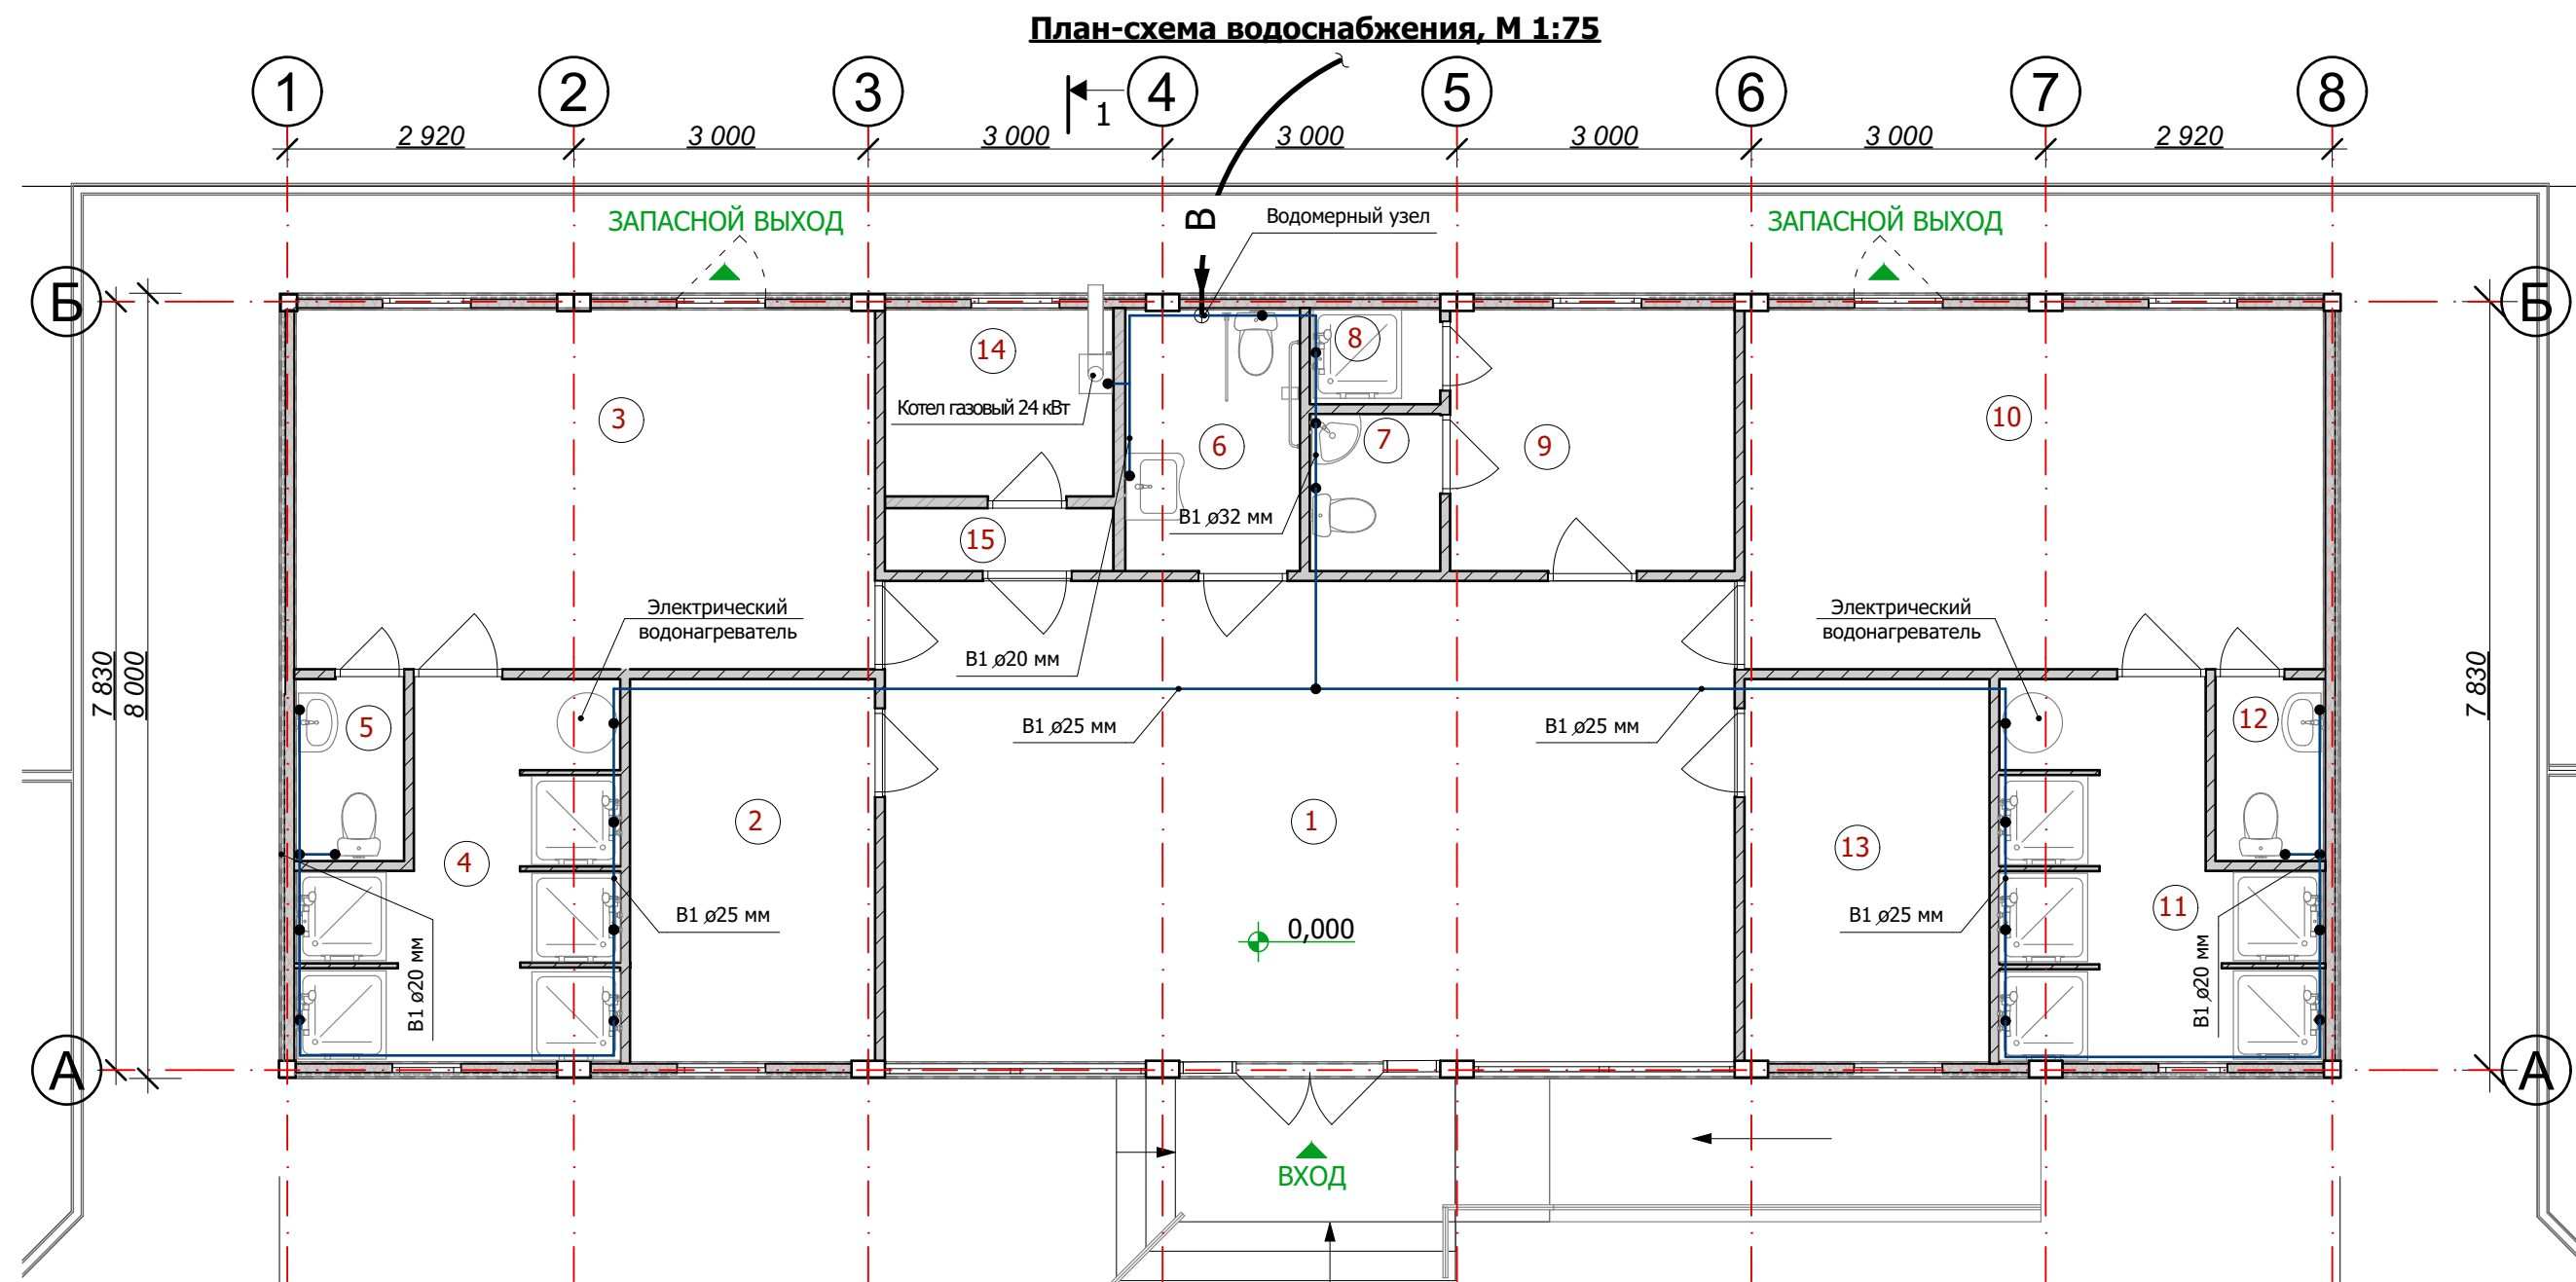 План-схема водоснабжения, М 1:75
1 2 3 1 4 5 6 7 8
2 920 3 000 3 000 3 000 3 000 3 000 2 920
ЗАПАСНОЙ ВЫХОД
В
Водомерный узел
ЗАПАСНОЙ ВЫХОД
Б
Б
14
8
3
Котел газовый 24 кВт
6
7
9
10
15
В1 ø32 мм
Электрический
водонагреватель
В1 ø20 мм
Электрический
водонагреватель
7 830
8 000
7 830
5
В1 ø25 мм
В1 ø25 мм
12
4
2
1
13
В1 ø25 мм
0,000
В1 ø25 мм
11
В1 ø20 мм
В1 ø20 мм
А
А
ВХОД